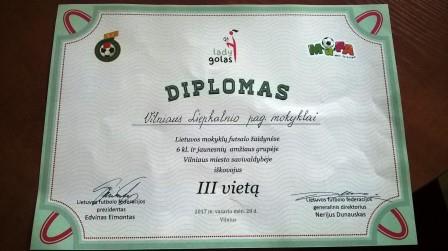 lady
golas
MaFA
DIPLOMAS
Vilniaus Liepkalnio pag. mokyklai
Lietuvos mokyklų futsalo žaidynėse
6 kl. ir jaunesnių amžiaus grupėje
Vilniaus miesto savivaldybėje
iškovojus
III vietą
Lietuvos futbolo federacijos
prezidentas
Edvinas Eimontas
Lietuvos futbolo federacijos
generalinis direktorius
Nerijus Dunauskas
2017 m. vasario mėn. 28 d.
Vilnius